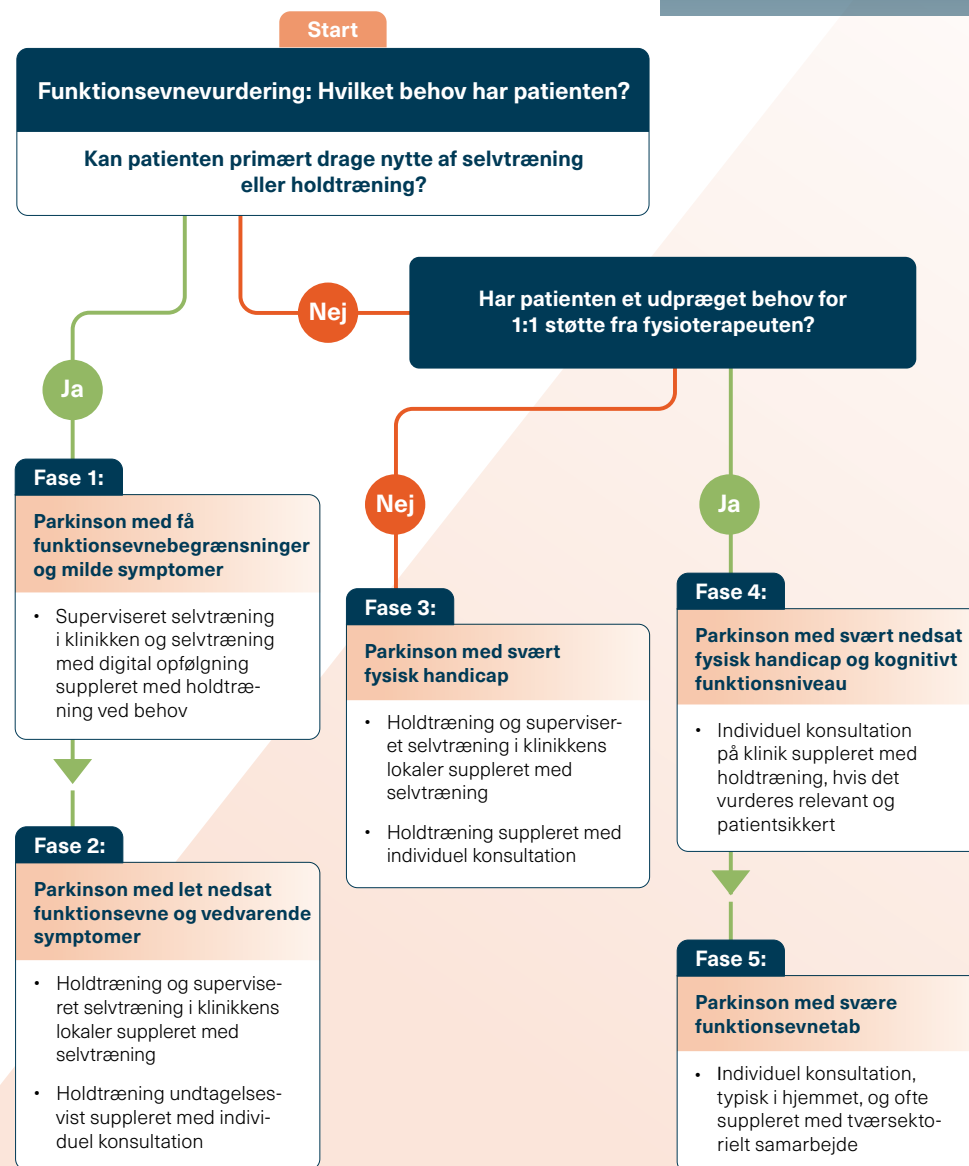 Start
Funktionsevnevurdering: Hvilket behov har patienten?
Kan patienten primært drage nytte af selvtræning
eller holdtræning?
Nej
Har patienten et udpræget behov for
1:1 støtte fra fysioterapeuten?
Ja
Fase 1:
Parkinson med få
funktionsevnebegrænsninger
og milde symptomer
• Superviseret selvtræning
i klinikken og selvtræning
med digital opfølgning
suppleret med holdtræ-
ning ved behov
Fase 2:
Parkinson med let nedsat
funktionsevne og vedvarende
symptomer
• Holdtræning og supervise-
ret selvtræning i klinikkens
lokaler suppleret med
selvtræning
• Holdtræning undtagelses-
vist suppleret med indivi-
duel konsultation
Nej
Fase 3:
Parkinson med svært
fysisk handicap
• Holdtræning og superviser-
et selvtræning i klinikkens
lokaler suppleret med
selvtræning
• Holdtræning suppleret med
individuel konsultation
Ja
Fase 4:
Parkinson med svært nedsat
fysisk handicap og kognitivt
funktionsniveau
• Individuel konsultation
på klinik suppleret med
holdtræning, hvis det
vurderes relevant og
patientsikkert
Fase 5:
Parkinson med svære
funktionsevnetab
• Individuel konsultation,
typisk i hjemmet, og ofte
suppleret med tværsekto-
rielt samarbejde